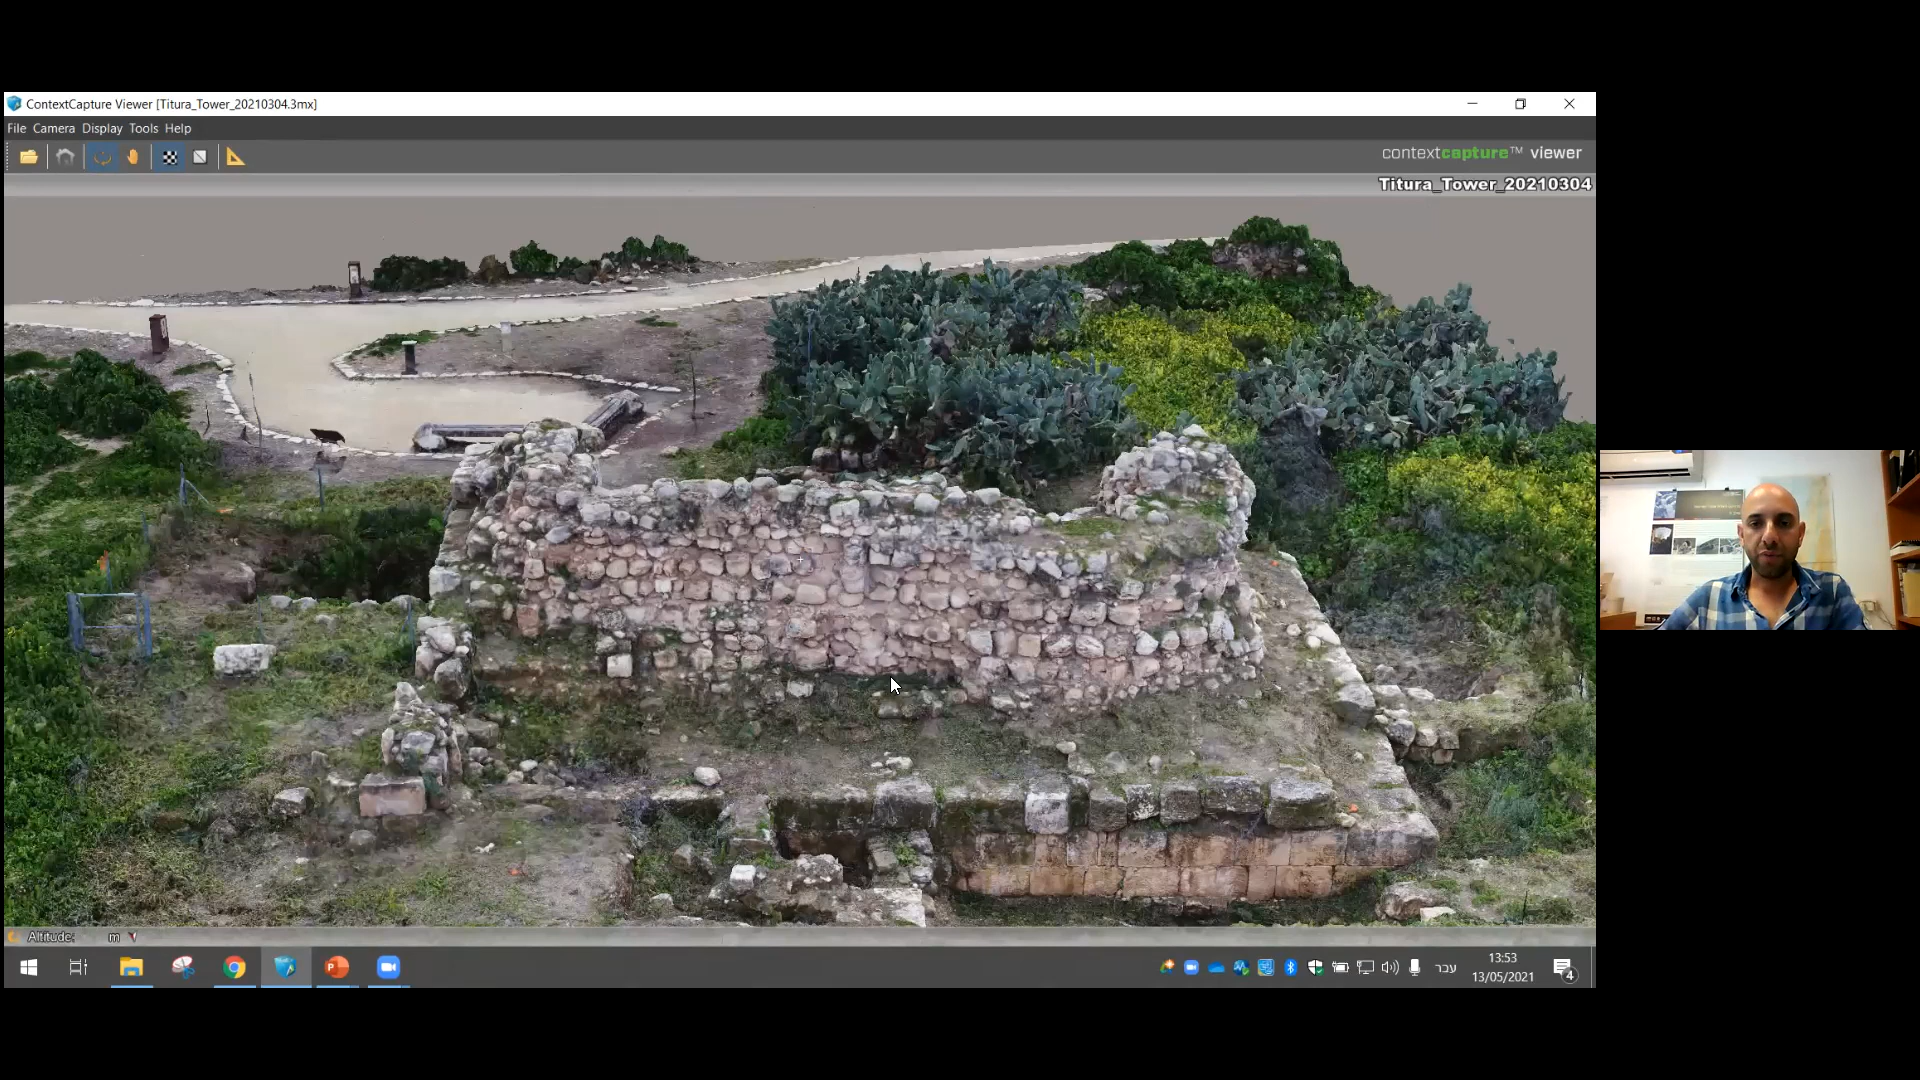 ContextCapture Viewer [Titura_Tower_20210304.3mx]
File Camera Display Tools Help
contextcapture™ viewer
Titura_Tower_20210304
Altitude: m
עבר
13:53
13/05/2021
4